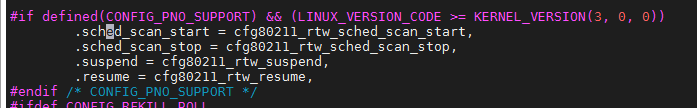 #if defined(CONFIG_PNO_SUPPORT) && (LINUX_VERSION_CODE >= KERNEL_VERSION(3, 0, 0))
        .sched_scan_start = cfg80211_rtw_sched_scan_start,
        .sched_scan_stop = cfg80211_rtw_sched_scan_stop,
        .suspend = cfg80211_rtw_suspend,
        .resume = cfg80211_rtw_resume,
#endif /* CONFIG_PNO_SUPPORT */
#ifdef CONFIG_RFKILL_POLL